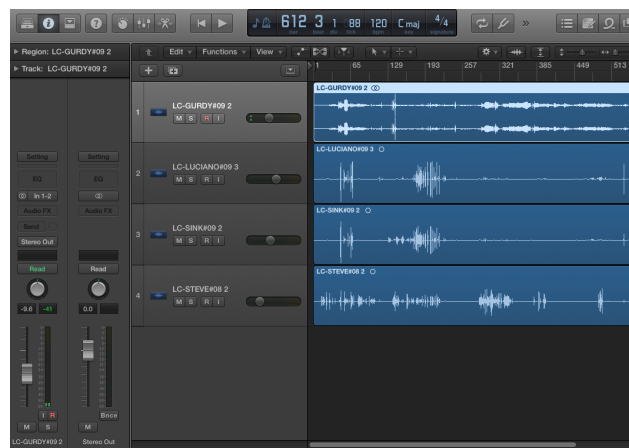 612 3 1 88 120 C maj 4/4
bar beat div tick bpm key signature
Region: LC-GURDY#09 2
Edit Functions View
Track: LC-GURDY#09 2
1 65 129 193 257 321 385 449 513
LC-GURDY#09 2
1 LC-GURDY#09 2
M S R I
Setting Setting
LC-LUCIANO#09 3
EQ EQ
2 LC-LUCIANO#09 3
M S R I
In 1-2
Audio FX Audio FX
Send
LC-SINK#09 2
Stereo Out
3 LC-SINK#09 2
M S R I
Read Read
LC-STEVE#08 2
4 LC-STEVE#08 2
M S R I
-9.6 -41 0.0
I R Bnce
M S M
LC-GURDY#09 2 Stereo Out